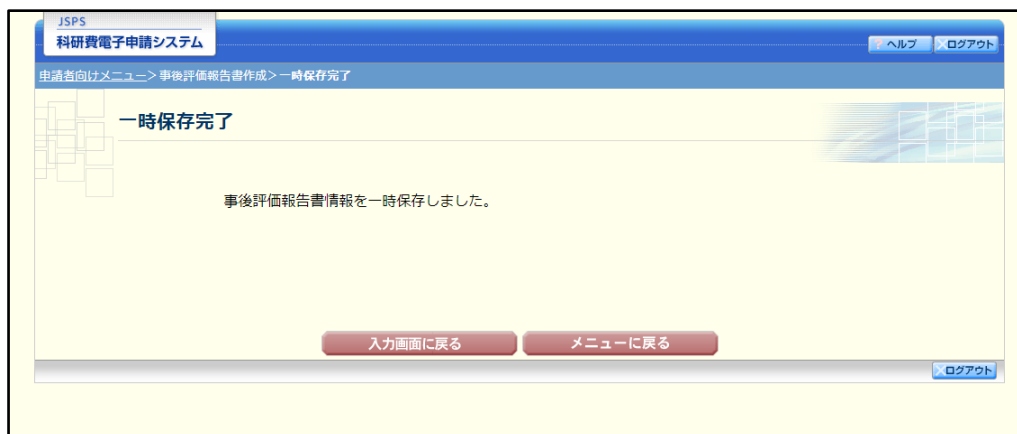 JSPS
科研費電子申請システム
? ヘルプ
ログアウト
申請者向けメニュー＞事後評価報告書作成＞一時保存完了
一時保存完了
事後評価報告書情報を一時保存しました。
入力画面に戻る
メニューに戻る
ログアウト